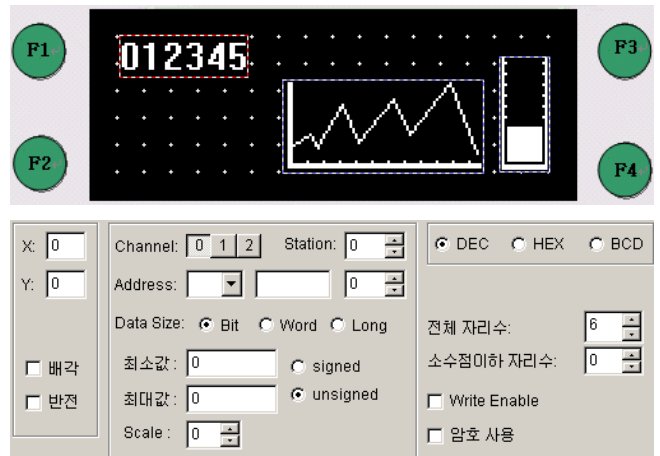 F1 F3
012345
F2 F4
X: 0 Channel: 0 1 2 Station: 0 DEC HEX BCD
Y: 0 Address: 0
Data Size: Bit Word Long 전체 자리수: 6
배각 최소값: 0 signed 소수점이하 자리수: 0
반전 최대값: 0 unsigned Write Enable
Scale: 0 암호 사용